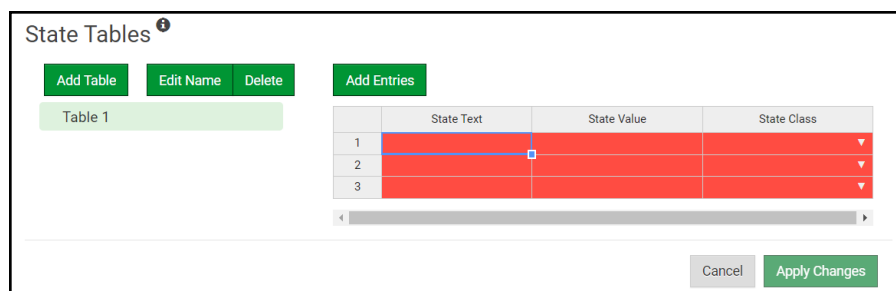 State Tables
Add Table Edit Name Delete Add Entries
Table 1
State Text State Value State Class
1
2
3
Cancel Apply Changes